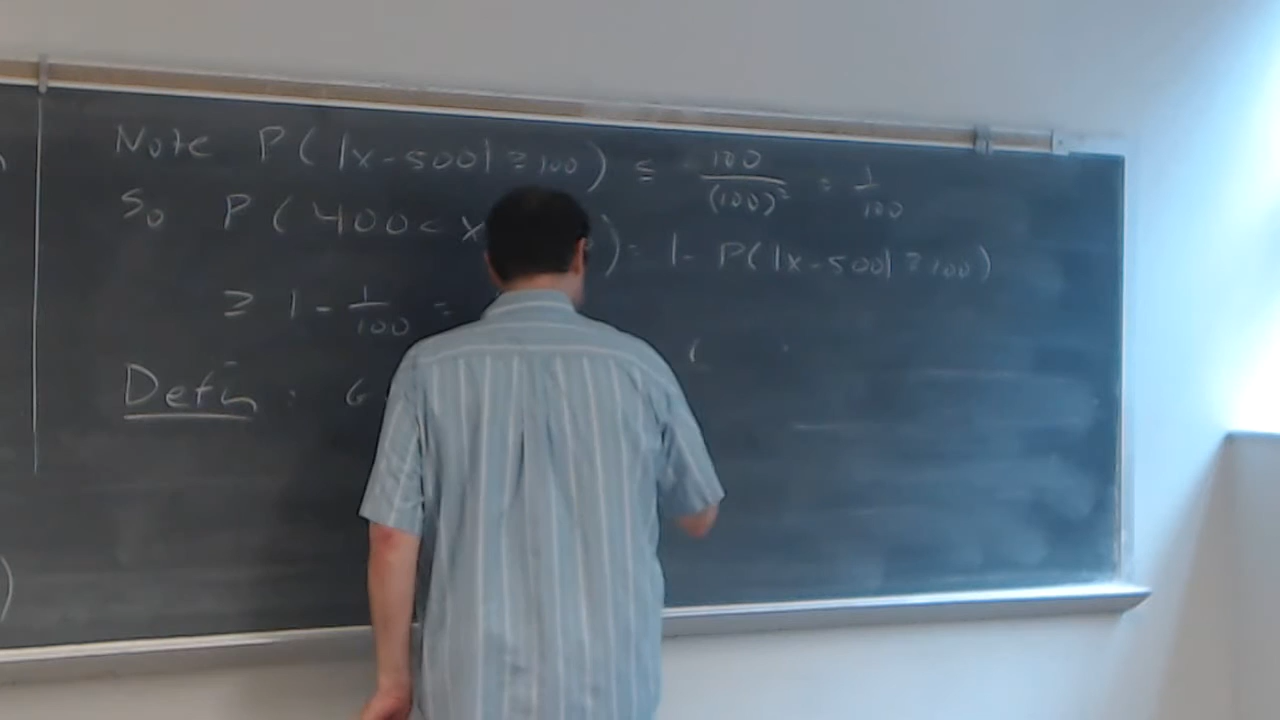 Note P( |x-500| ≥ 100 ) ≤ 100/(100)² = 1/100
So P( 400 < x ) = 1 - P( |x-500| ≥ 100 )
≥ 1 - 1/100 =
Defn : G